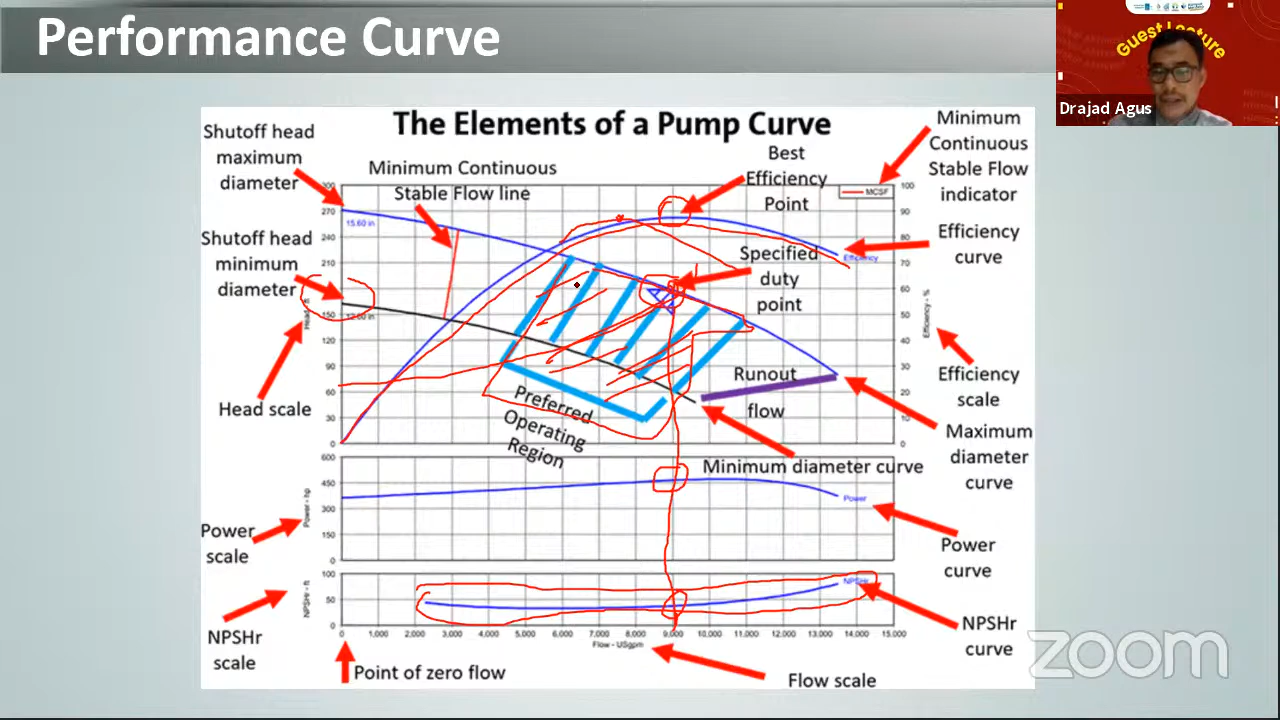 Performance Curve
Guest Lecture
Drajad Agus
The Elements of a Pump Curve
Shutoff head
maximum
diameter
Minimum Continuous
Stable Flow line
Best
Efficiency
Point
Minimum
Continuous
Stable Flow
indicator
MCSF
Shutoff head
minimum
diameter
Specified
duty
point
Efficiency
curve
Efficiency
15.60 in
12.00 in
300
270
240
210
150
120
90
60
30
0
100
90
80
70
60
50
40
30
20
10
0
Head scale
Efficiency - %
Efficiency
scale
Runout
flow
Preferred
Operating
Region
Minimum diameter curve
Maximum
diameter
curve
600
450
300
150
0
Power - hp
Power
scale
Power
Power
curve
100
50
0
NPSHr - ft
NPSHr
scale
NPSHr
NPSHr
curve
0 1,000 2,000 3,000 4,000 5,000 6,000 7,000 8,000 9,000 10,000 11,000 12,000 13,000 14,000 15,000
Flow - USgpm
Point of zero flow
Flow scale
zoom